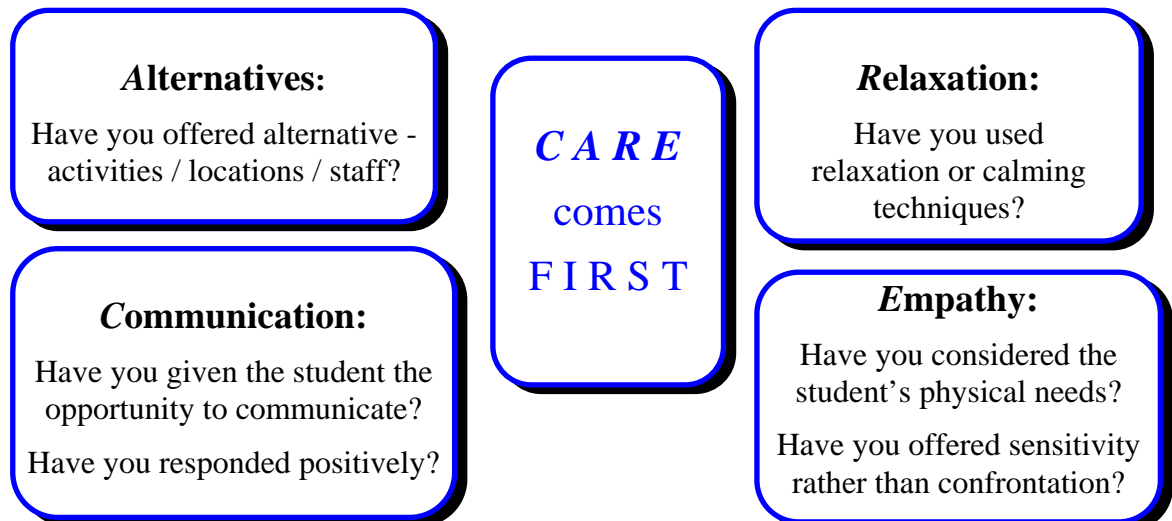 Alternatives:
Have you offered alternative -
activities / locations / staff?
Communication:
Have you given the student the
opportunity to communicate?
Have you responded positively?
C A R E
comes
F I R S T
Relaxation:
Have you used
relaxation or calming
techniques?
Empathy:
Have you considered the
student’s physical needs?
Have you offered sensitivity
rather than confrontation?